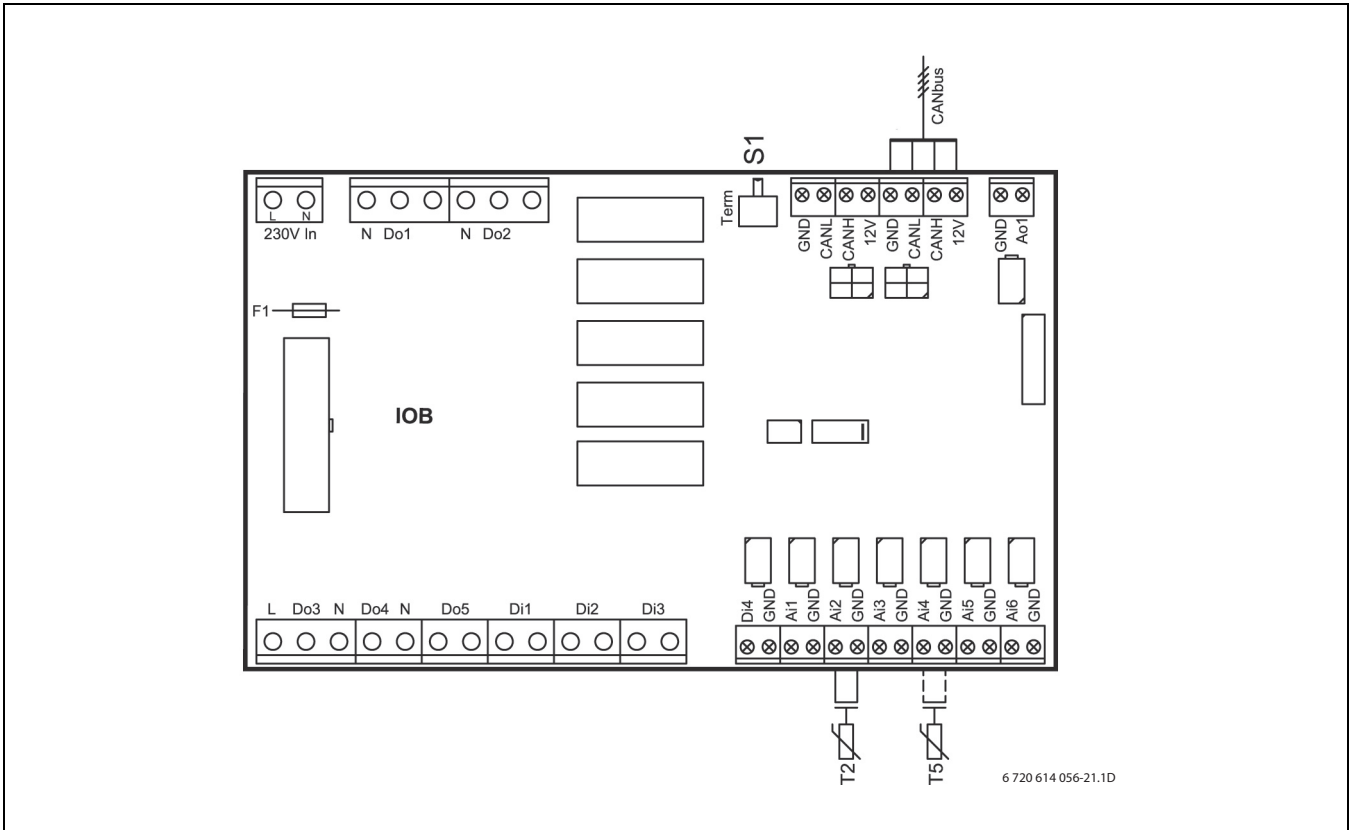 CANbus
S1
Term
L N
230V In
N Do1 N Do2
GND CANL CANH 12V GND CANL CANH 12V
GND Ao1
F1
IOB
L Do3 N Do4 N Do5 Di1 Di2 Di3
Di4 GND Ai1 GND Ai2 GND Ai3 GND Ai4 GND Ai5 GND Ai6 GND
T2 T5
6 720 614 056-21.1D